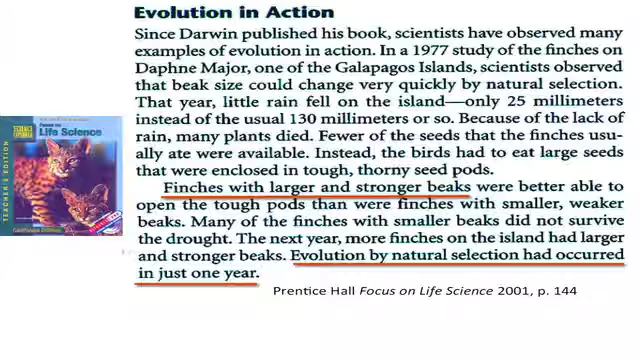 Evolution in Action
Since Darwin published his book, scientists have observed many
examples of evolution in action. In a 1977 study of the finches on
Daphne Major, one of the Galapagos Islands, scientists observed
that beak size could change very quickly by natural selection.
That year, little rain fell on the island—only 25 millimeters
instead of the usual 130 millimeters or so. Because of the lack of
rain, many plants died. Fewer of the seeds that the finches usu-
ally ate were available. Instead, the birds had to eat large seeds
that were enclosed in tough, thorny seed pods.
Finches with larger and stronger beaks were better able to
open the tough pods than were finches with smaller, weaker
beaks. Many of the finches with smaller beaks did not survive
the drought. The next year, more finches on the island had larger
and stronger beaks. Evolution by natural selection had occurred
in just one year.
Prentice Hall Focus on Life Science 2001, p. 144
SCIENCE
EXPLORER
Focus on
Life Science
TEACHER'S EDITION